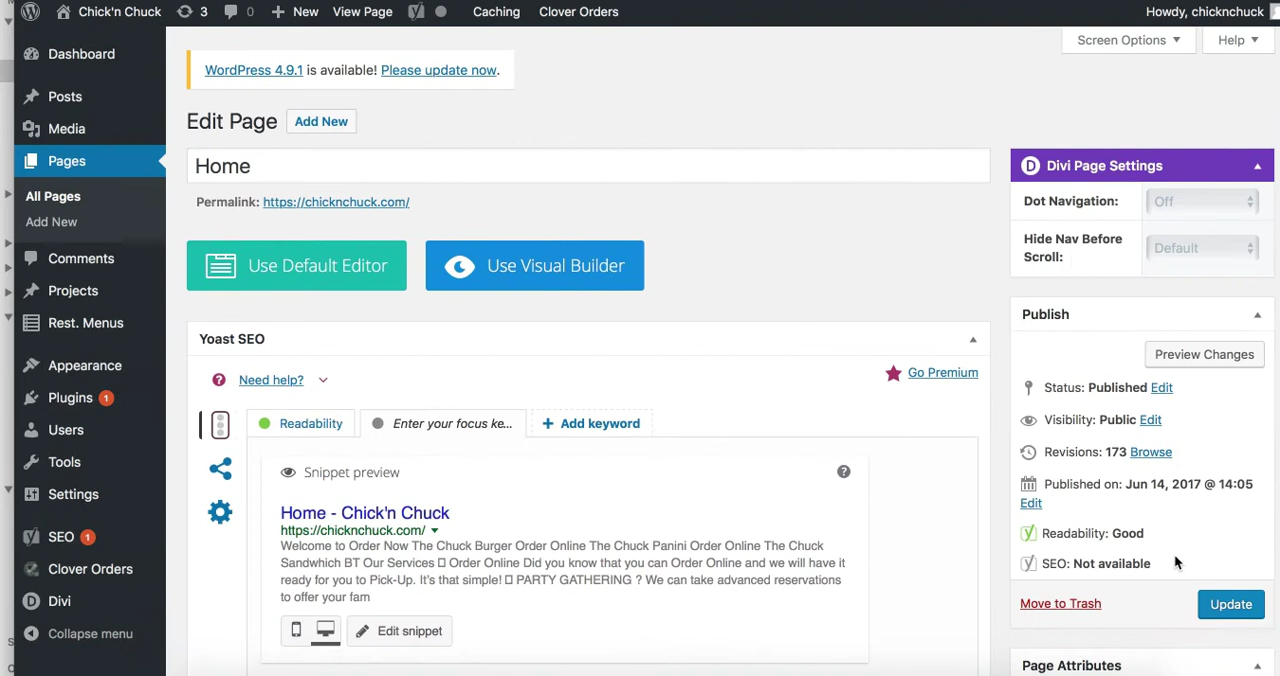 Chick'n Chuck 3 0 New View Page Caching Clover Orders Howdy, chicknchuck
Screen Options Help
Dashboard
Posts
Media
Pages
All Pages
Add New
Comments
Projects
Rest. Menus
Appearance
Plugins 1
Users
Tools
Settings
SEO 1
Clover Orders
Divi
Collapse menu
WordPress 4.9.1 is available! Please update now.
Edit Page Add New
Home
Permalink: https://chicknchuck.com/
Use Default Editor Use Visual Builder
Yoast SEO
Need help? Go Premium
Readability Enter your focus ke... + Add keyword
Snippet preview
Home - Chick'n Chuck
https://chicknchuck.com/
Welcome to Order Now The Chuck Burger Order Online The Chuck Panini Order Online The Chuck
Sandwhich BT Our Services Order Online Did you know that you can Order Online and we will have it
ready for you to Pick-Up. It's that simple! PARTY GATHERING ? We can take advanced reservations
to offer your fam
Edit snippet
Divi Page Settings
Dot Navigation: Off
Hide Nav Before
Scroll: Default
Publish
Preview Changes
Status: Published Edit
Visibility: Public Edit
Revisions: 173 Browse
Published on: Jun 14, 2017 @ 14:05
Edit
Readability: Good
SEO: Not available
Move to Trash Update
Page Attributes